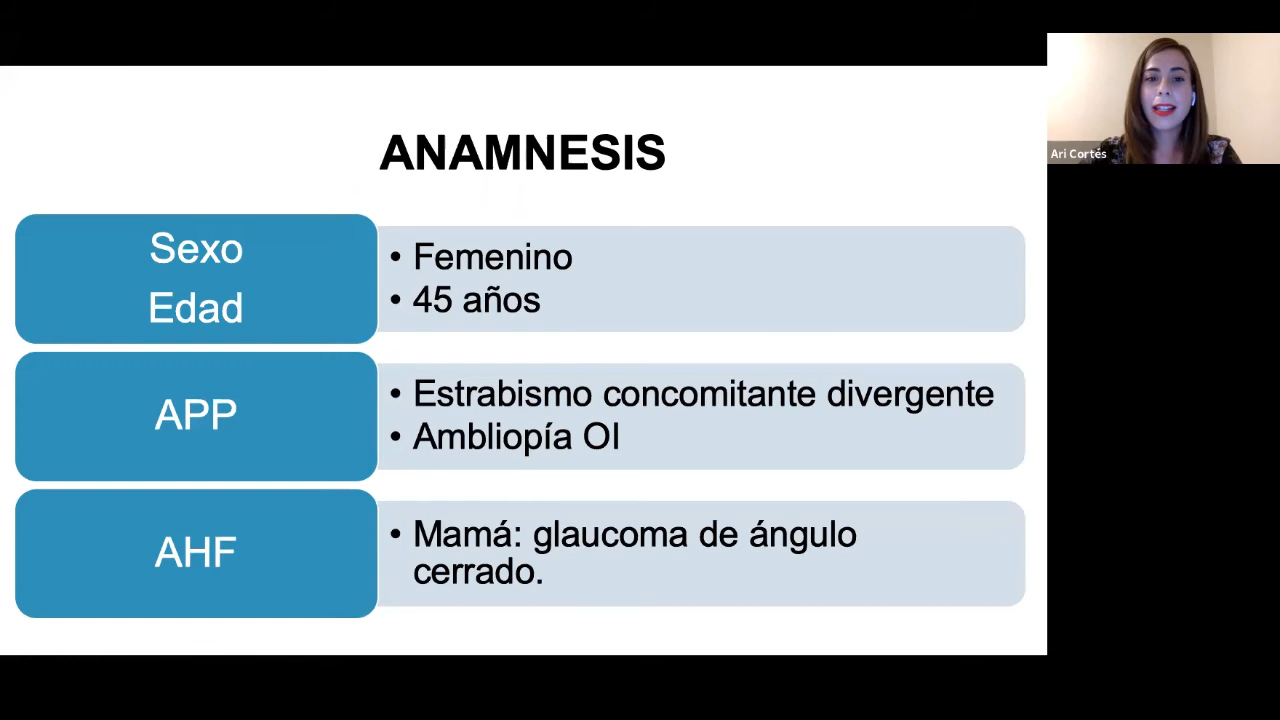 ANAMNESIS
Sexo
Edad
• Femenino
• 45 años
APP
• Estrabismo concomitante divergente
• Ambliopía OI
AHF
• Mamá: glaucoma de ángulo
cerrado.
Ari Cortés